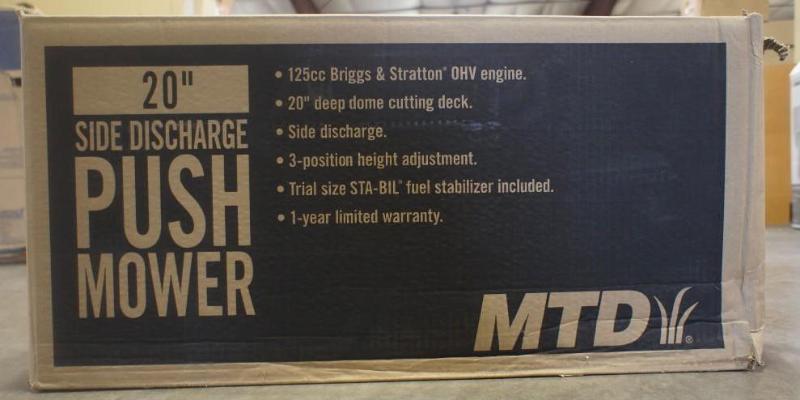 20"
SIDE DISCHARGE
PUSH
MOWER
• 125cc Briggs & Stratton® OHV engine.
• 20" deep dome cutting deck.
• Side discharge.
• 3-position height adjustment.
• Trial size STA-BIL® fuel stabilizer included.
• 1-year limited warranty.
MTD®